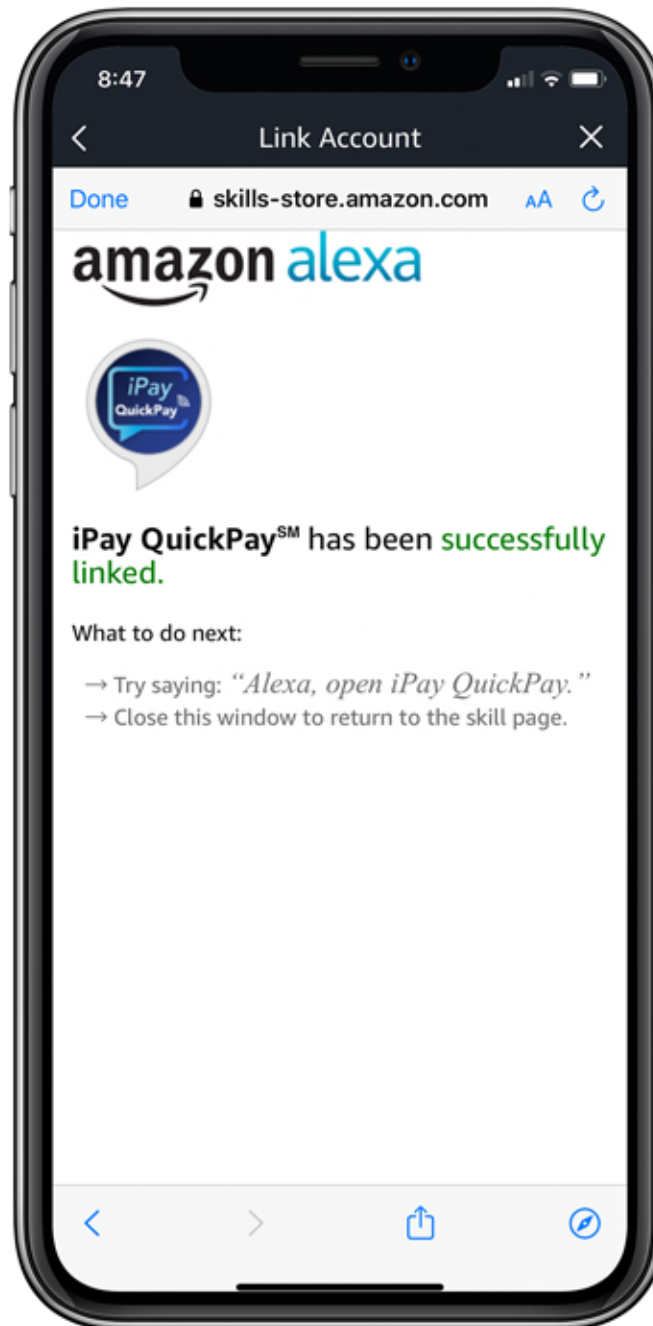 8:47
Link Account
Done skills-store.amazon.com AA
amazon alexa
iPay
QuickPay
iPay QuickPay℠ has been successfully
linked.
What to do next:
→ Try saying: “Alexa, open iPay QuickPay.”
→ Close this window to return to the skill page.